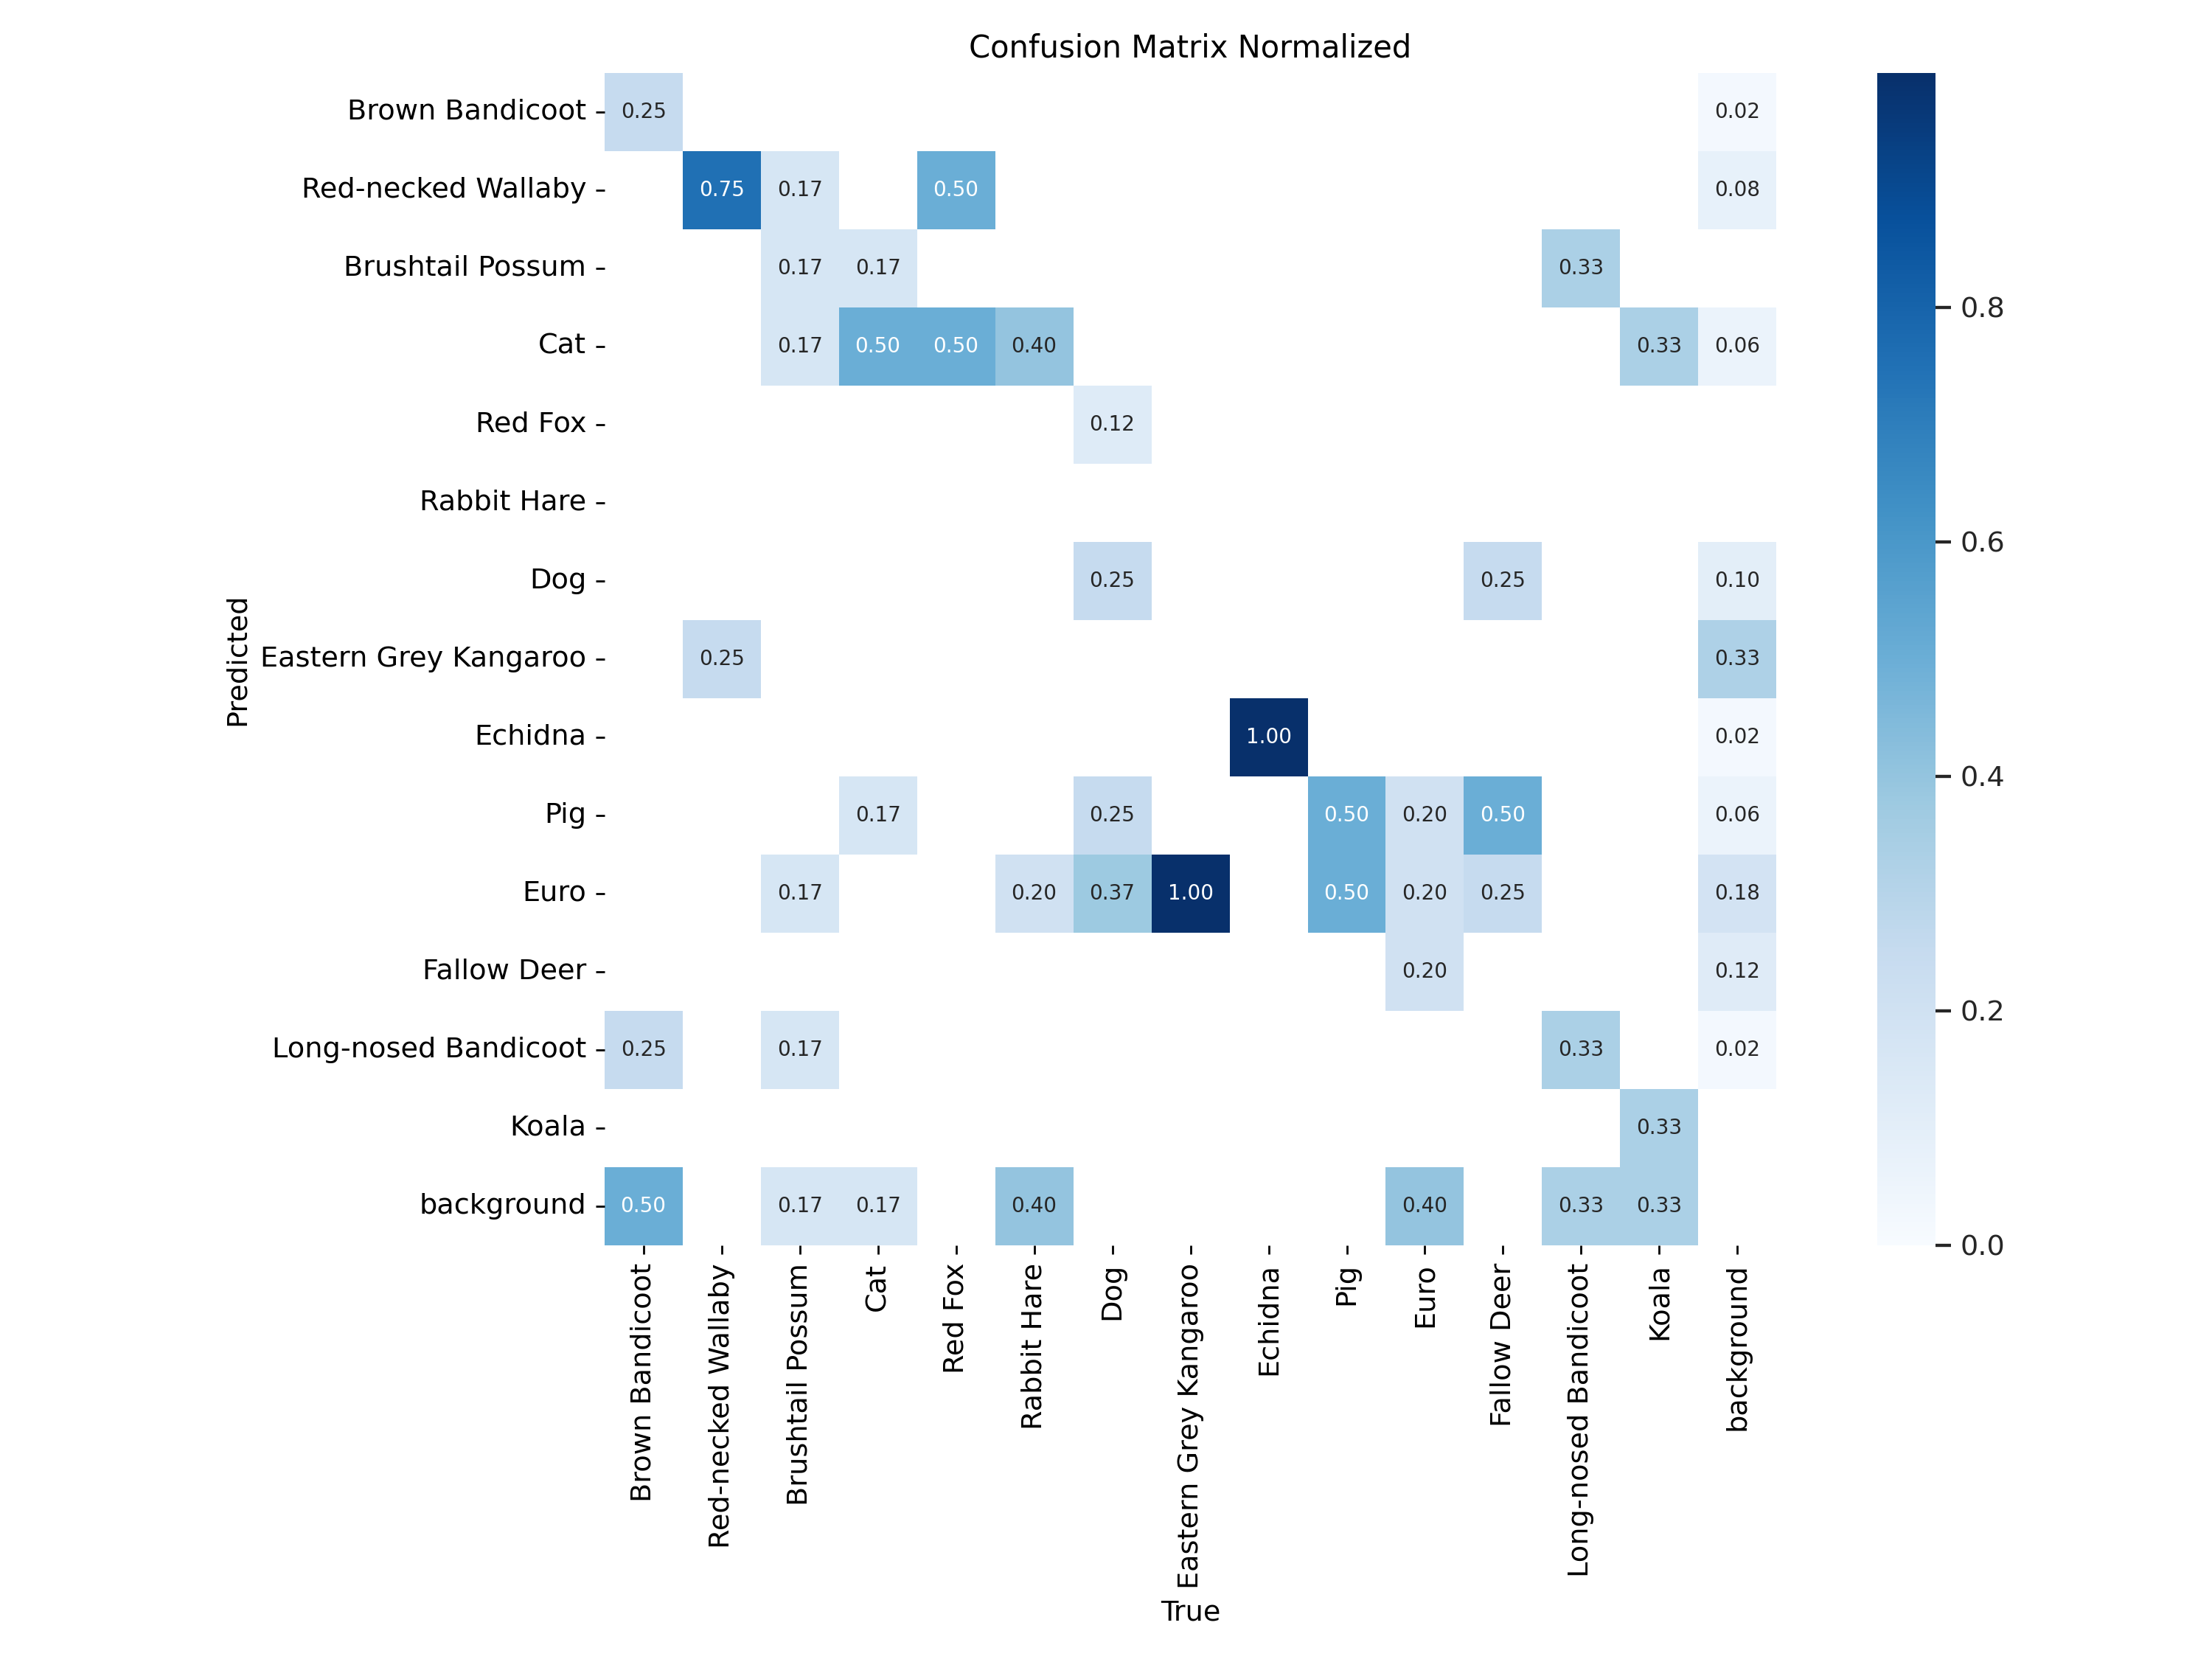 Confusion Matrix Normalized
Brown Bandicoot 0.25 0.02
Red-necked Wallaby 0.75 0.17 0.50 0.08
Brushtail Possum 0.17 0.17 0.33
Cat 0.17 0.50 0.50 0.40 0.33 0.06
Red Fox 0.12
Rabbit Hare
Dog 0.25 0.25 0.10
Eastern Grey Kangaroo 0.25 0.33
Echidna 1.00 0.02
Pig 0.17 0.25 0.50 0.20 0.50 0.06
Euro 0.17 0.20 0.37 1.00 0.50 0.20 0.25 0.18
Fallow Deer 0.20 0.12
Long-nosed Bandicoot 0.25 0.17 0.33 0.02
Koala 0.33
background 0.50 0.17 0.17 0.40 0.40 0.33 0.33
Predicted
Brown Bandicoot
Red-necked Wallaby
Brushtail Possum
Cat
Red Fox
Rabbit Hare
Dog
Eastern Grey Kangaroo
Echidna
Pig
Euro
Fallow Deer
Long-nosed Bandicoot
Koala
background
True
0.8
0.6
0.4
0.2
0.0